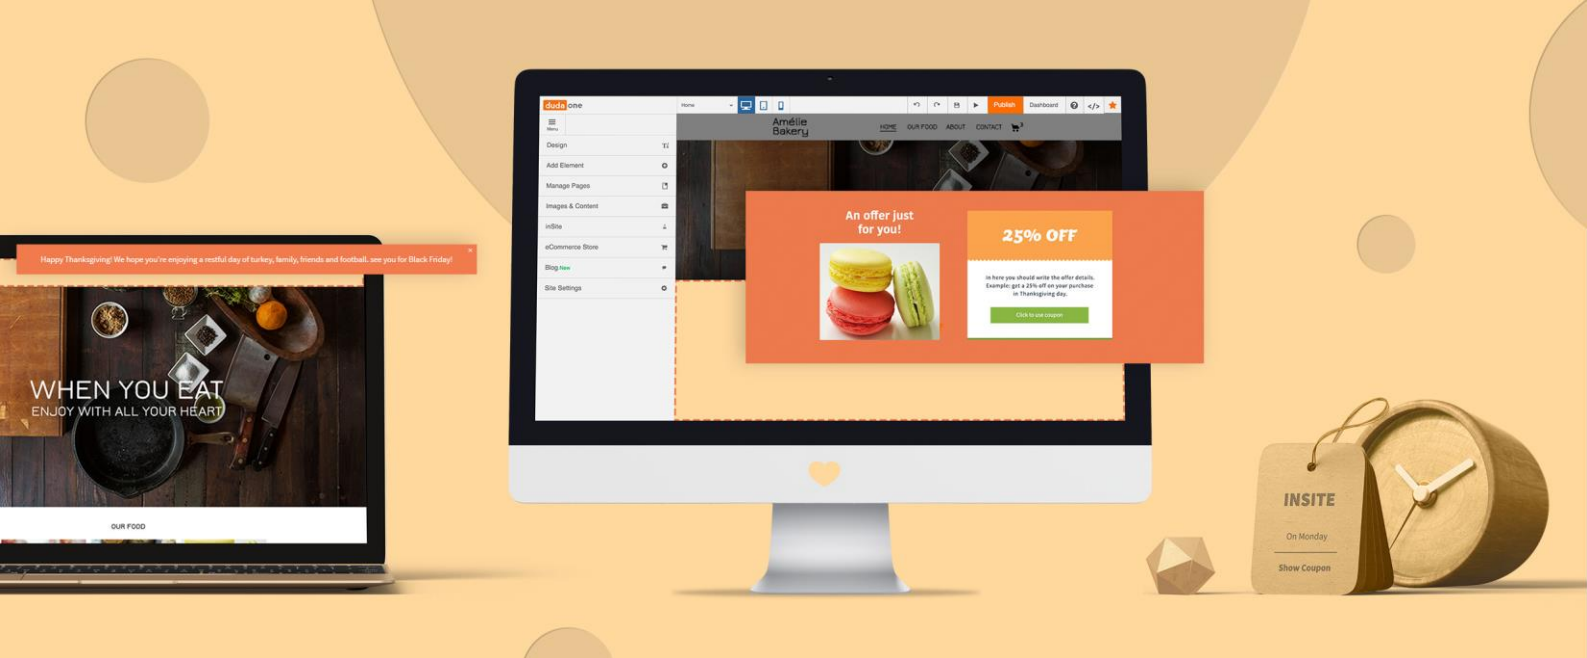 Happy Thanksgiving! We hope you're enjoying a restful day of turkey, family, friends and football. see you for Black Friday!
WHEN YOU EAT
ENJOY WITH ALL YOUR HEART
OUR FOOD
duda one
Home
Publish
Dashboard
Menu
Design
Add Element
Manage Pages
Images & Content
inSite
eCommerce Store
Blog New
Site Settings
Amélie
Bakery
HOME OUR FOOD ABOUT CONTACT
An offer just
for you!
25% OFF
In here you should write the offer details.
Example: got a 25% off on your purchase
in Thanksgiving day.
Click to use coupon
INSITE
On Monday
Show Coupon